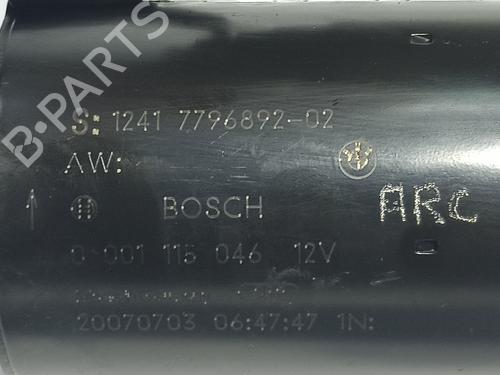 B-PARTS
S: 1241 7796892-02
AW:
BOSCH
ARC
0 001 115 046 12V
20070703 06:47:47 1N: